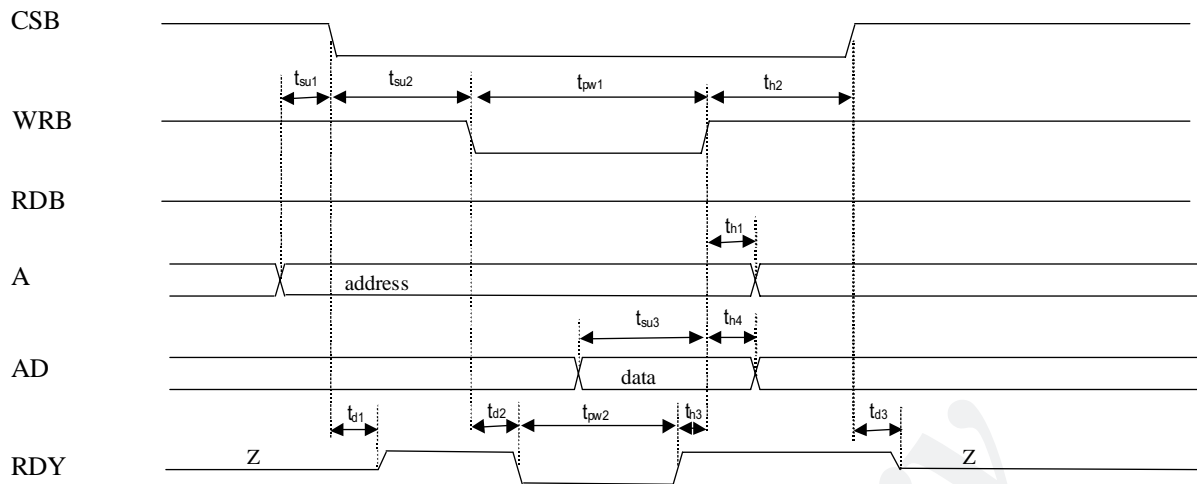 CSB
tsu1 tsu2 tpw1 th2
WRB
RDB
th1
A address
tsu3 th4
AD data
td1 td2 tpw2 th3 td3
RDY Z Z